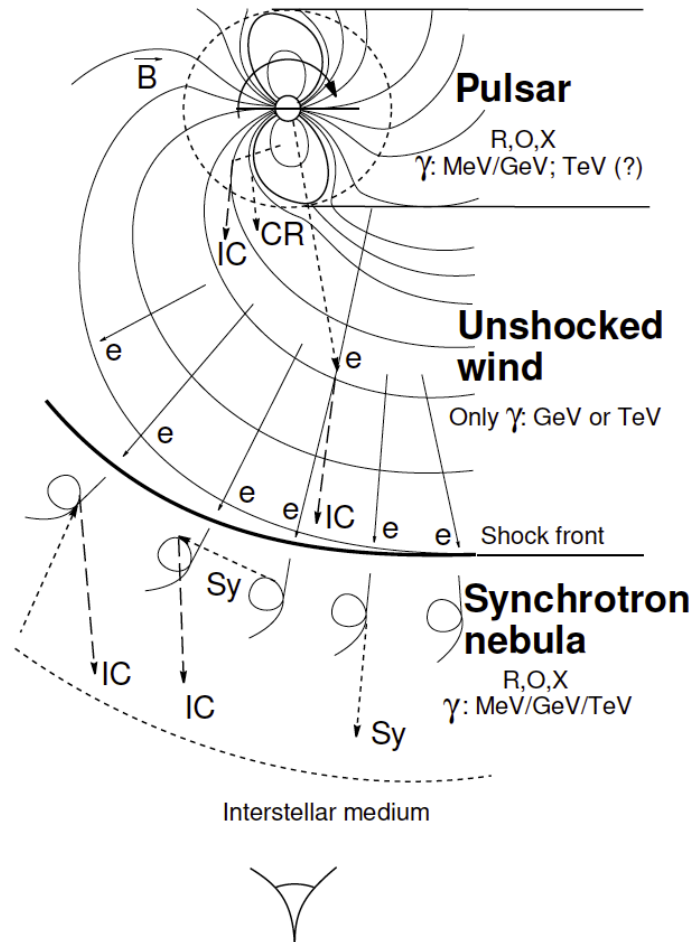 B
Pulsar
R,O,X
γ: MeV/GeV; TeV (?)
IC
CR
e
e
Unshocked
wind
Only γ: GeV or TeV
e
e
e
IC
e
e
Shock front
Sy
Synchrotron
nebula
R,O,X
γ: MeV/GeV/TeV
IC
IC
Sy
Interstellar medium